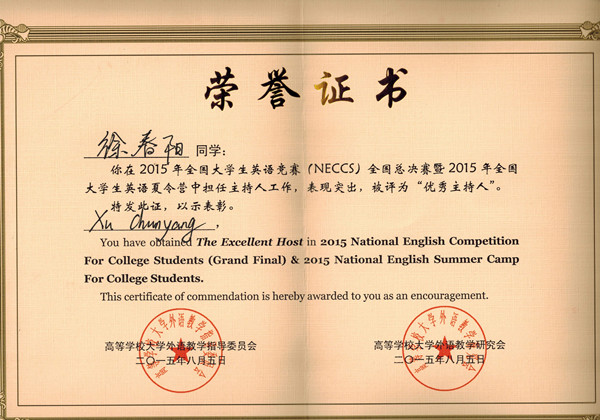 荣誉证书
徐春阳 同学:
你在2015年全国大学生英语竞赛（NECCS）全国总决赛暨2015年全国
大学生英语夏令营中担任主持人工作，表现突出，被评为“优秀主持人”。
特发此证，以示表彰。
Xu Chunyang ,
You have obtained The Excellent Host in 2015 National English Competition
For College Students (Grand Final) & 2015 National English Summer Camp
For College Students.
This certificate of commendation is hereby awarded to you as an encouragement.
高等学校大学外语教学指导委员会
二〇一五年八月五日
高等学校大学外语教学研究会
二〇一五年八月五日